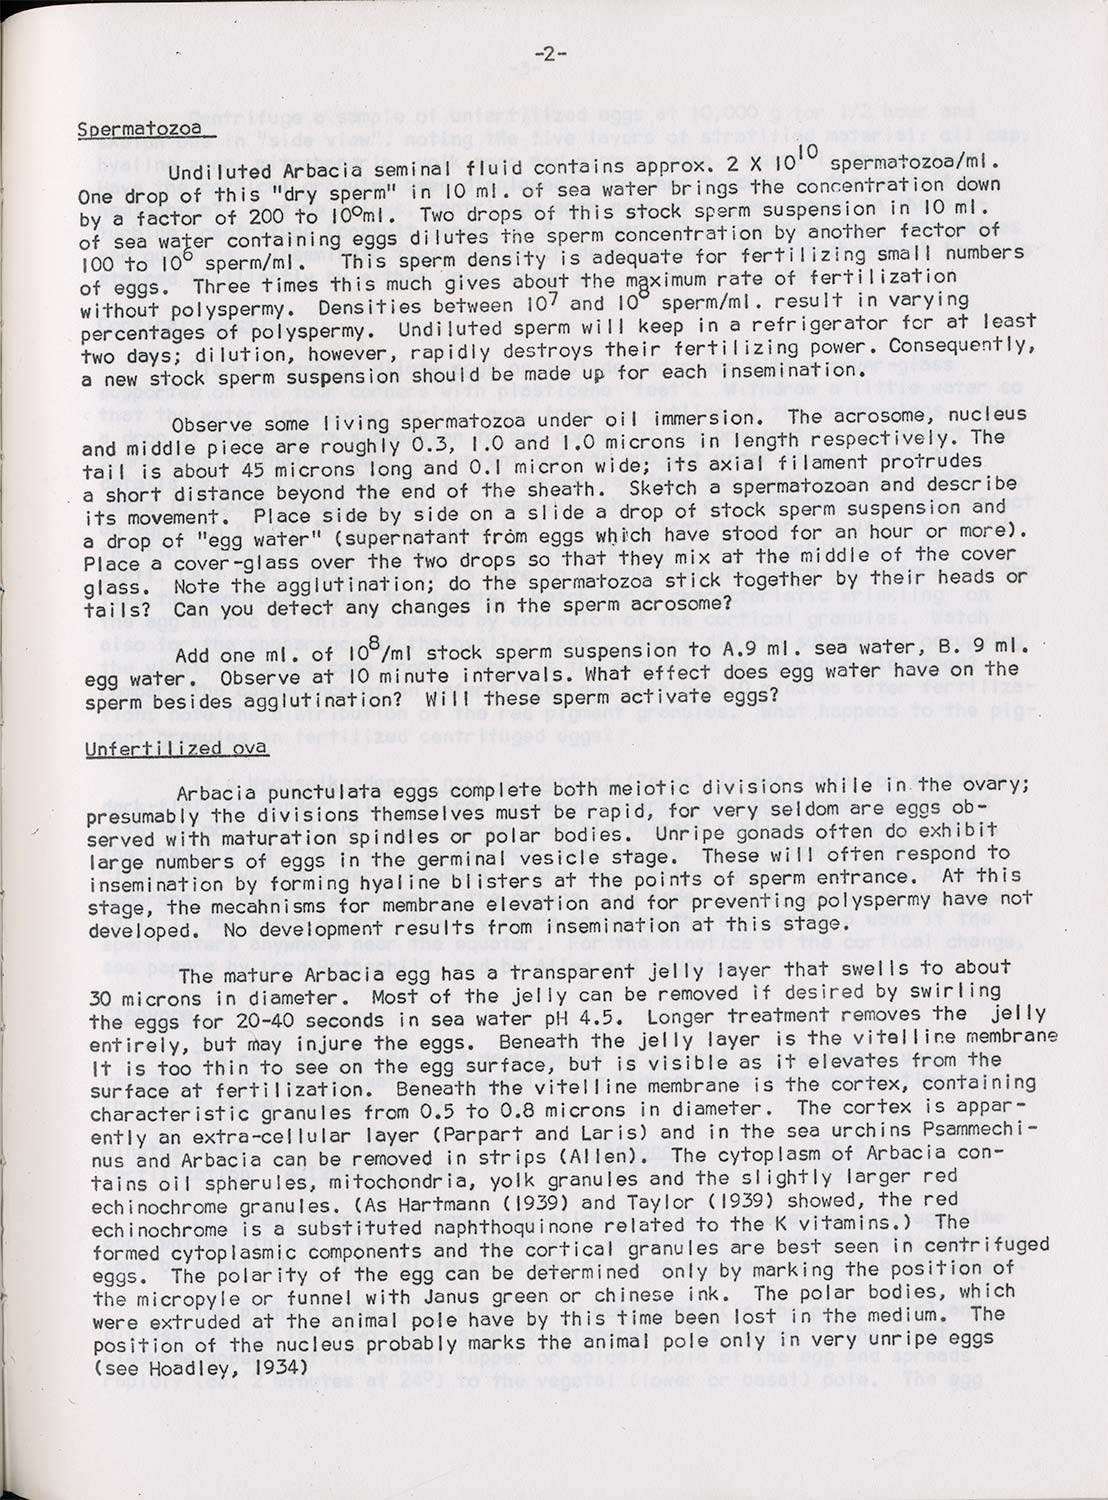 -2-
Spermatozoa
Undiluted Arbacia seminal fluid contains approx. 2 X 10¹⁰ spermatozoa/ml.
One drop of this "dry sperm" in 10 ml. of sea water brings the concentration down
by a factor of 200 to 10⁰ml. Two drops of this stock sperm suspension in 10 ml.
of sea water containing eggs dilutes the sperm concentration by another factor of
100 to 10⁶ sperm/ml. This sperm density is adequate for fertilizing small numbers
of eggs. Three times this much gives about the maximum rate of fertilization
without polyspermy. Densities between 10⁷ and 10⁸ sperm/ml. result in varying
percentages of polyspermy. Undiluted sperm will keep in a refrigerator for at least
two days; dilution, however, rapidly destroys their fertilizing power. Consequently,
a new stock sperm suspension should be made up for each insemination.
Observe some living spermatozoa under oil immersion. The acrosome, nucleus
and middle piece are roughly 0.3, 1.0 and 1.0 microns in length respectively. The
tail is about 45 microns long and 0.1 micron wide; its axial filament protrudes
a short distance beyond the end of the sheath. Sketch a spermatozoan and describe
its movement. Place side by side on a slide a drop of stock sperm suspension and
a drop of "egg water" (supernatant from eggs which have stood for an hour or more).
Place a cover-glass over the two drops so that they mix at the middle of the cover
glass. Note the agglutination; do the spermatozoa stick together by their heads or
tails? Can you detect any changes in the sperm acrosome?
Add one ml. of 10⁸/ml stock sperm suspension to A.9 ml. sea water, B. 9 ml.
egg water. Observe at 10 minute intervals. What effect does egg water have on the
sperm besides agglutination? Will these sperm activate eggs?
Unfertilized ova
Arbacia punctulata eggs complete both meiotic divisions while in the ovary;
presumably the divisions themselves must be rapid, for very seldom are eggs ob-
served with maturation spindles or polar bodies. Unripe gonads often do exhibit
large numbers of eggs in the germinal vesicle stage. These will often respond to
insemination by forming hyaline blisters at the points of sperm entrance. At this
stage, the mecahnisms for membrane elevation and for preventing polyspermy have not
developed. No development results from insemination at this stage.
The mature Arbacia egg has a transparent jelly layer that swells to about
30 microns in diameter. Most of the jelly can be removed if desired by swirling
the eggs for 20-40 seconds in sea water pH 4.5. Longer treatment removes the jelly
entirely, but may injure the eggs. Beneath the jelly layer is the vitelline membrane
It is too thin to see on the egg surface, but is visible as it elevates from the
surface at fertilization. Beneath the vitelline membrane is the cortex, containing
characteristic granules from 0.5 to 0.8 microns in diameter. The cortex is appar-
ently an extra-cellular layer (Parpart and Laris) and in the sea urchins Psammechi-
nus and Arbacia can be removed in strips (Allen). The cytoplasm of Arbacia con-
tains oil spherules, mitochondria, yolk granules and the slightly larger red
echinochrome granules. (As Hartmann (1939) and Taylor (1939) showed, the red
echinochrome is a substituted naphthoquinone related to the K vitamins.) The
formed cytoplasmic components and the cortical granules are best seen in centrifuged
eggs. The polarity of the egg can be determined only by marking the position of
the micropyle or funnel with Janus green or chinese ink. The polar bodies, which
were extruded at the animal pole have by this time been lost in the medium. The
position of the nucleus probably marks the animal pole only in very unripe eggs
(see Hoadley, 1934)